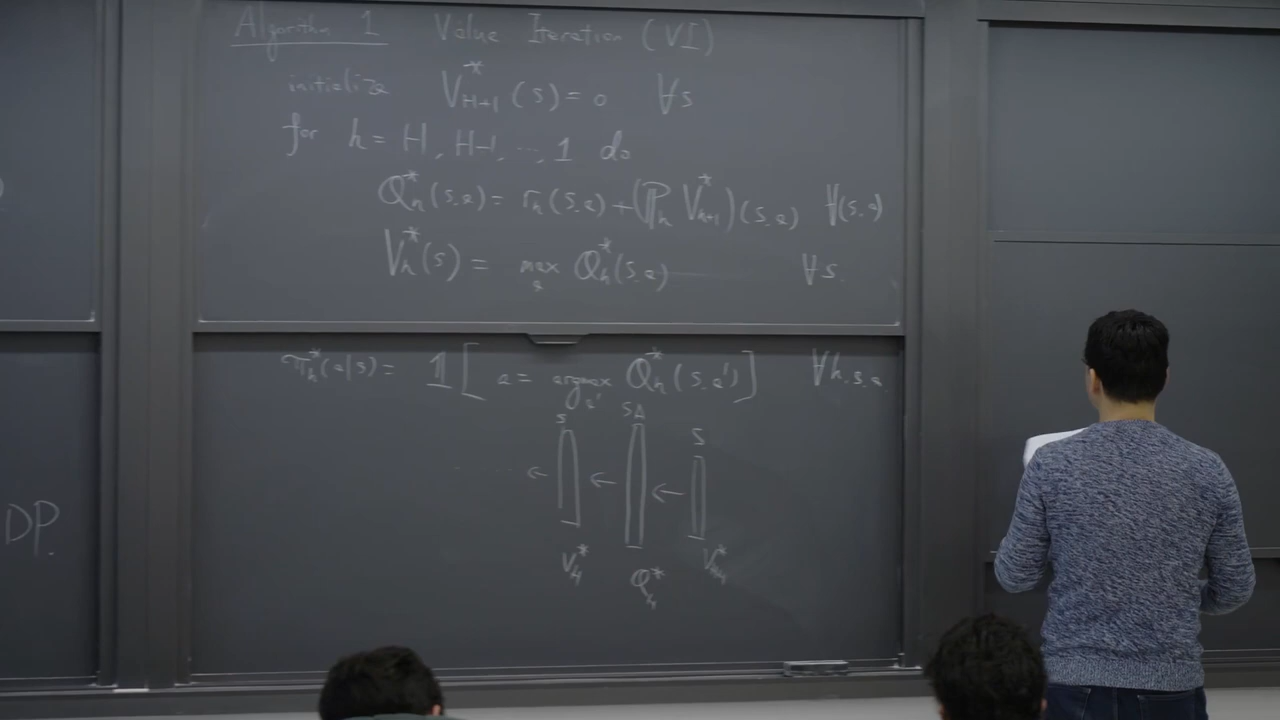 Algorithm 1 Value Iteration (VI)
initialize V*_{H+1}(s) = 0 ∀s
for h = H, H-1, ..., 1 do
Q*_h(s,a) = r_h(s,a) + (ℙ_h V*_{h+1})(s,a) ∀(s,a)
V*_h(s) = max_a Q*_h(s,a) ∀s.
π*_h(a|s) = 𝟙[a = argmax_{a'} Q*_h(s,a')] ∀h,s,a
S SA S
← ← ←
V*_h Q*_h V*_{h+1}
DP.